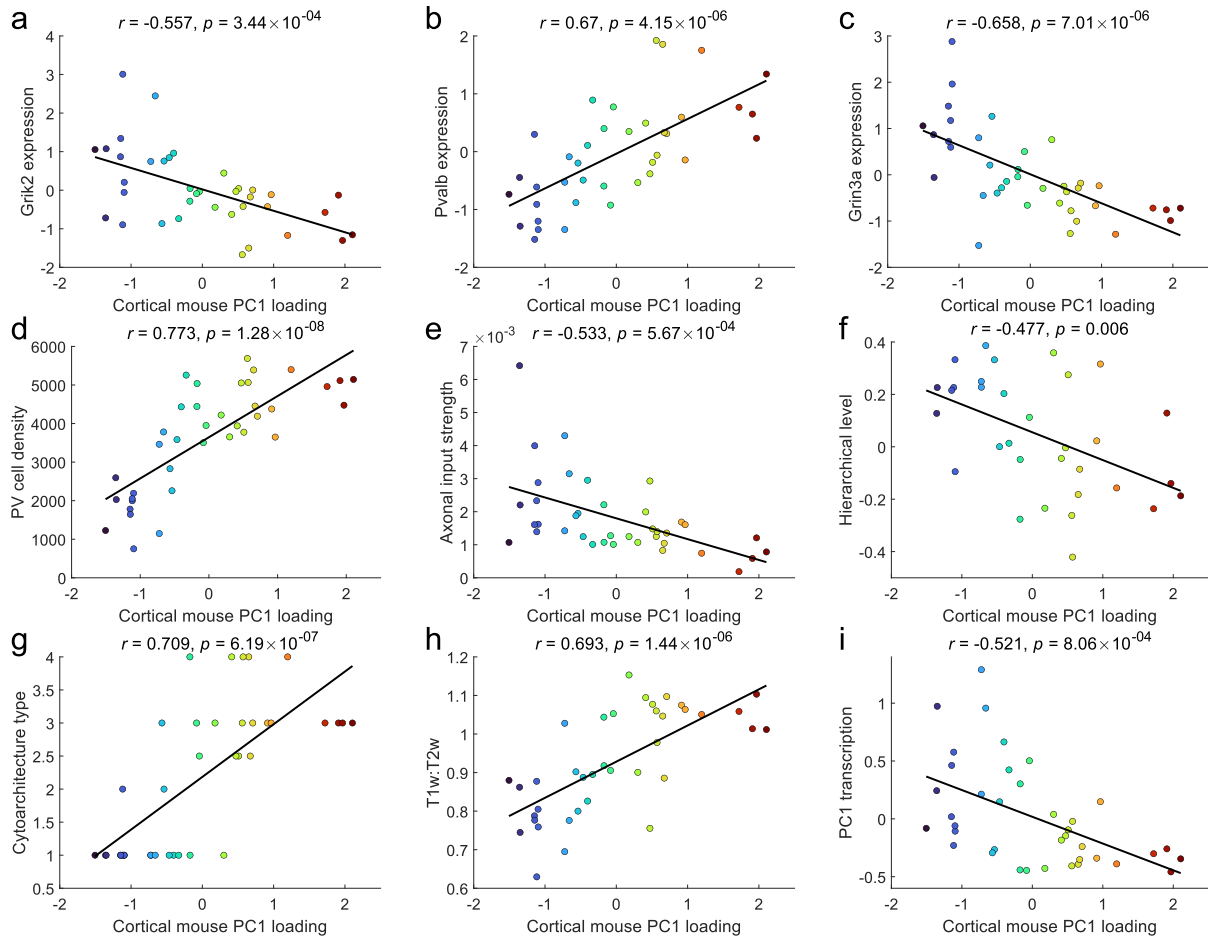 a
r = -0.557, p = 3.44×10^-04
Grik2 expression
4
3
2
1
0
-1
-2
-2 -1 0 1 2
Cortical mouse PC1 loading
b
r = 0.67, p = 4.15×10^-06
Pvalb expression
2
1
0
-1
-2
-2 -1 0 1 2
Cortical mouse PC1 loading
c
r = -0.658, p = 7.01×10^-06
Grin3a expression
3
2
1
0
-1
-2
-2 -1 0 1 2
Cortical mouse PC1 loading
d
r = 0.773, p = 1.28×10^-08
PV cell density
6000
5000
4000
3000
2000
1000
0
-2 -1 0 1 2
Cortical mouse PC1 loading
e
×10^-3
r = -0.533, p = 5.67×10^-04
Axonal input strength
7
6
5
4
3
2
1
0
-2 -1 0 1 2
Cortical mouse PC1 loading
f
r = -0.477, p = 0.006
Hierarchical level
0.4
0.2
0
-0.2
-0.4
-2 -1 0 1 2
Cortical mouse PC1 loading
g
r = 0.709, p = 6.19×10^-07
Cytoarchitecture type
4
3.5
3
2.5
2
1.5
1
0.5
-2 -1 0 1 2
Cortical mouse PC1 loading
h
r = 0.693, p = 1.44×10^-06
T1w:T2w
1.2
1.1
1
0.9
0.8
0.7
0.6
-2 -1 0 1 2
Cortical mouse PC1 loading
i
r = -0.521, p = 8.06×10^-04
PC1 transcription
1
0.5
0
-0.5
-2 -1 0 1 2
Cortical mouse PC1 loading